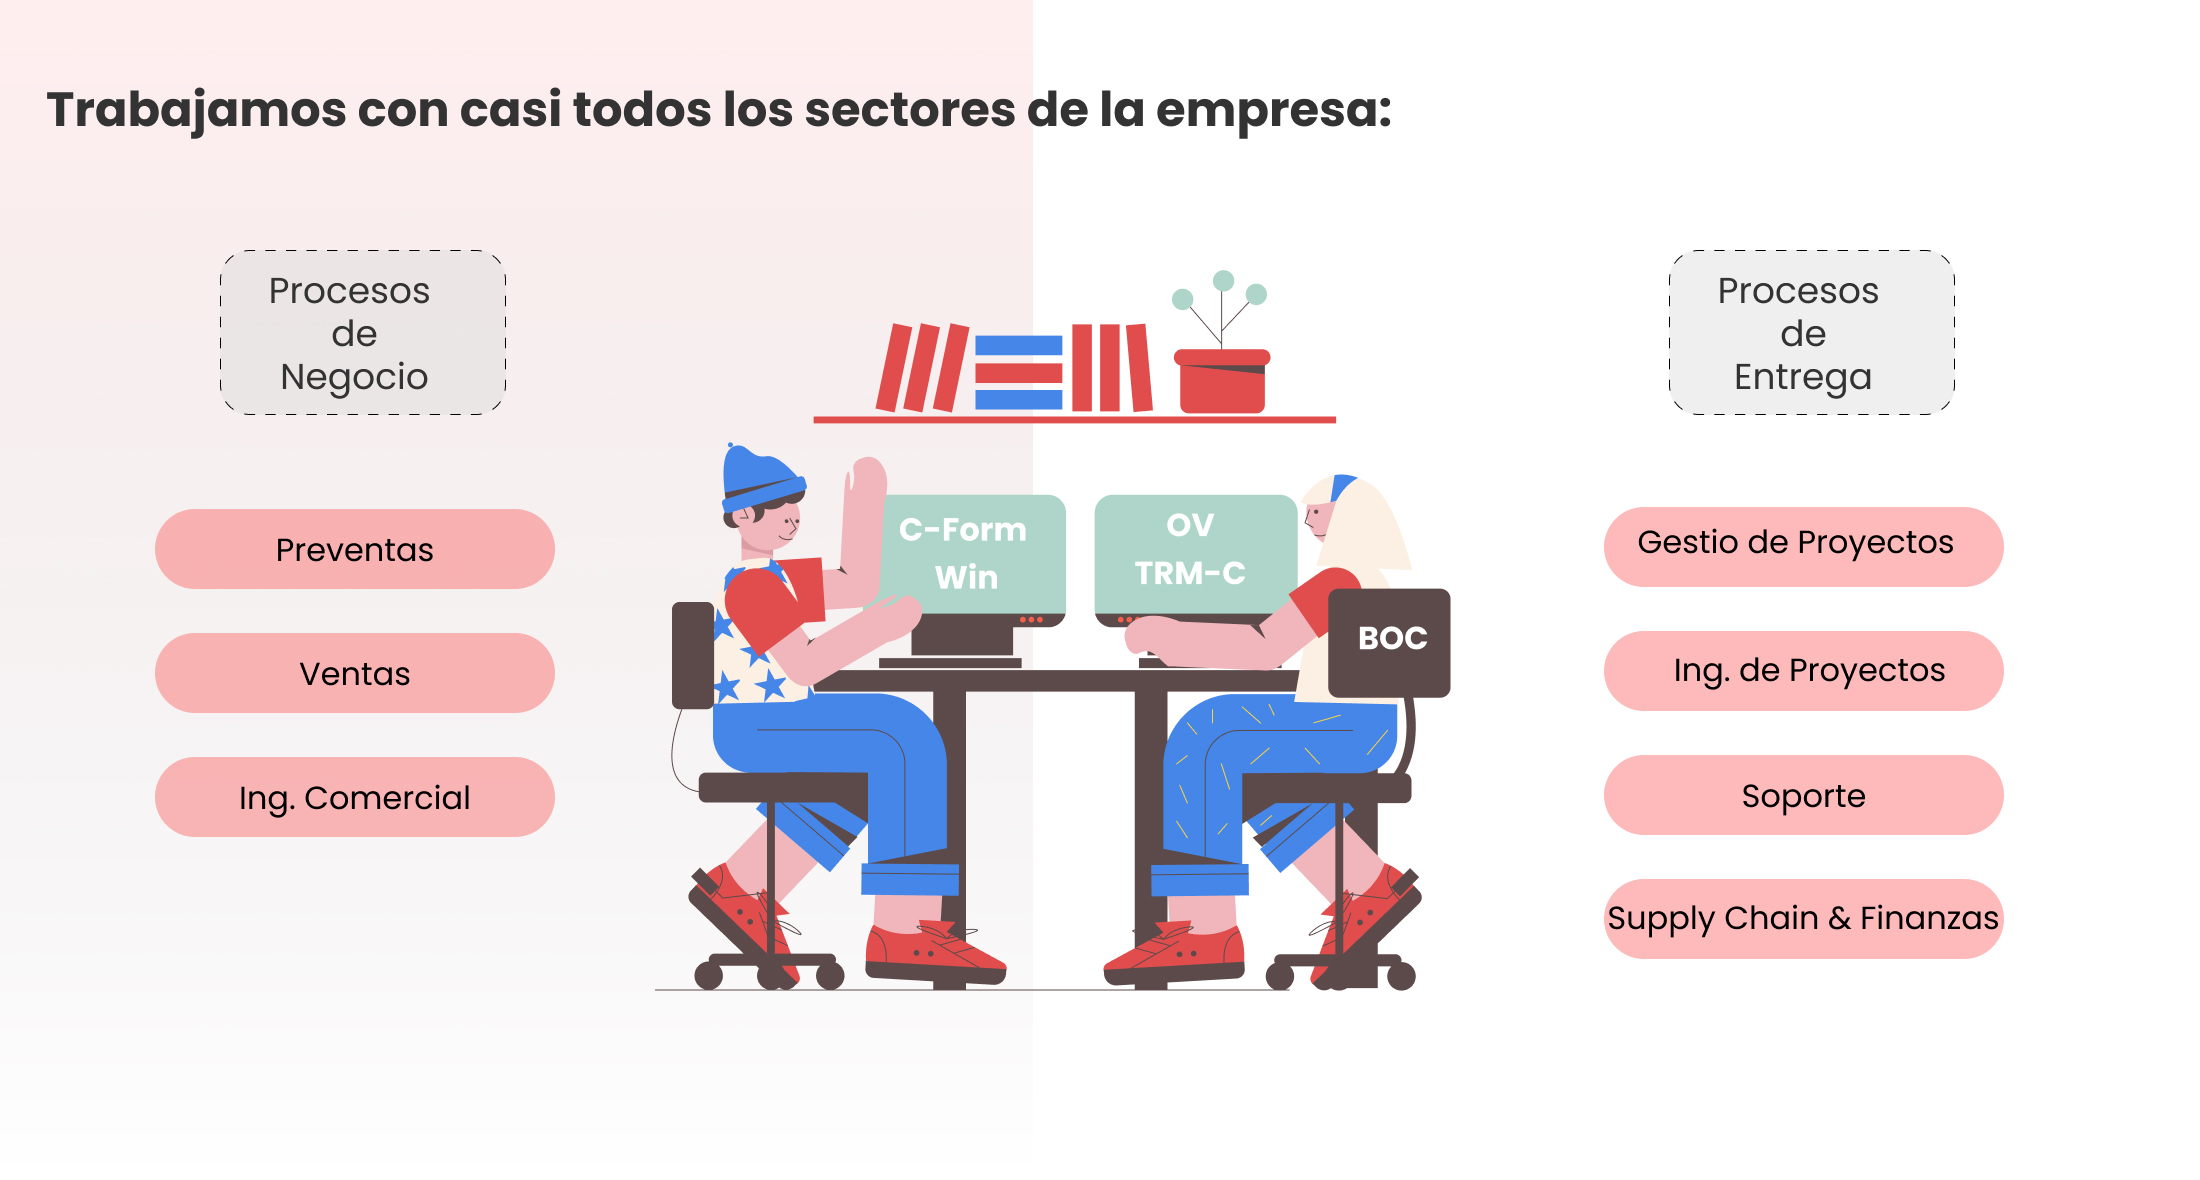 Trabajamos con casi todos los sectores de la empresa:
Procesos
de
Negocio
Preventas
Ventas
Ing. Comercial
C-Form
Win
OV
TRM-C
BOC
Procesos
de
Entrega
Gestio de Proyectos
Ing. de Proyectos
Soporte
Supply Chain & Finanzas